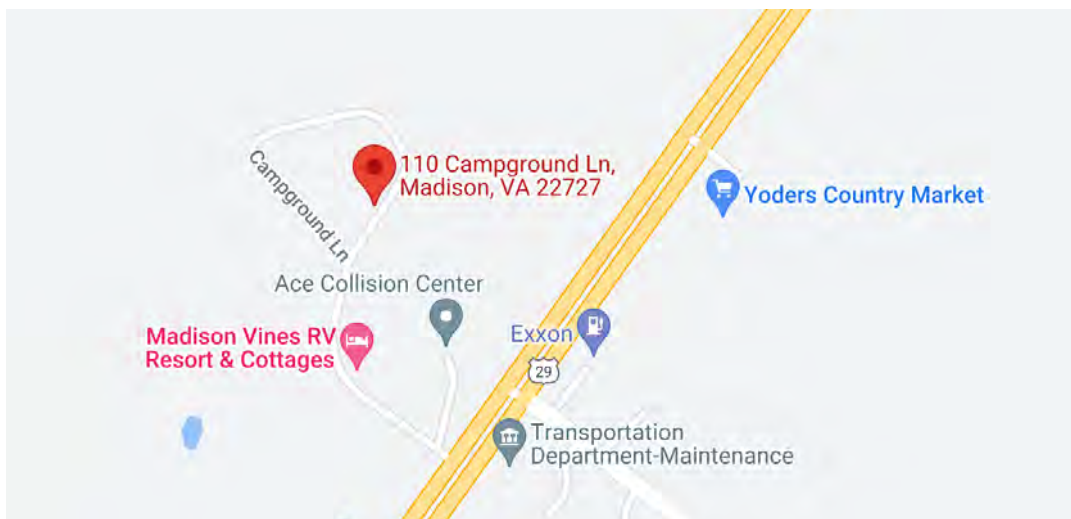 110 Campground Ln,
Madison, VA 22727
Yoders Country Market
Campground Ln
Ace Collision Center
Madison Vines RV
Resort & Cottages
Exxon
29
Transportation
Department-Maintenance